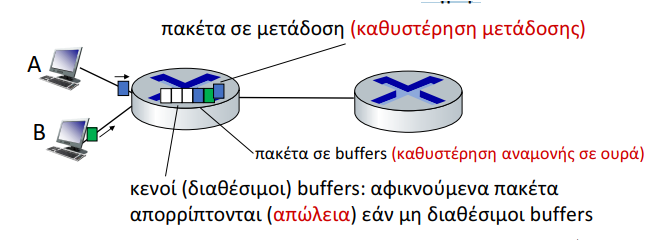 πακέτα σε μετάδοση (καθυστέρηση μετάδοσης)
A
B
πακέτα σε buffers (καθυστέρηση αναμονής σε ουρά)
κενοί (διαθέσιμοι) buffers: αφικνούμενα πακέτα
απορρίπτονται (απώλεια) εάν μη διαθέσιμοι buffers